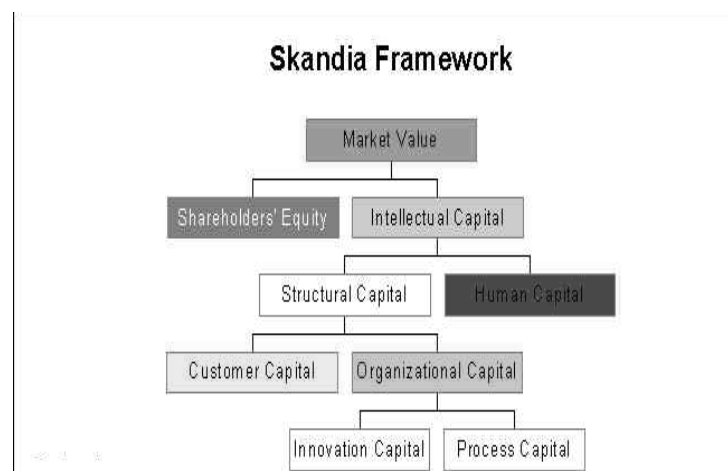 Skandia Framework
Market Value
Shareholders' Equity
Intellectual Capital
Structural Capital
Human Capital
Customer Capital
Organizational Capital
Innovation Capital
Process Capital